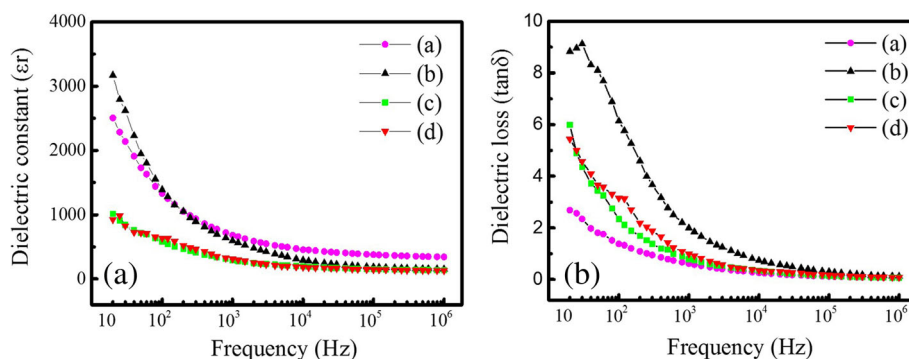 4000
3000
2000
1000
0
Dielectric constant (εr)
(a)
(b)
(c)
(d)
(a)
10 10² 10³ 10⁴ 10⁵ 10⁶
Frequency (Hz)
10
8
6
4
2
0
Dielectric loss (tanδ)
(a)
(b)
(c)
(d)
(b)
10 10² 10³ 10⁴ 10⁵ 10⁶
Frequency (Hz)